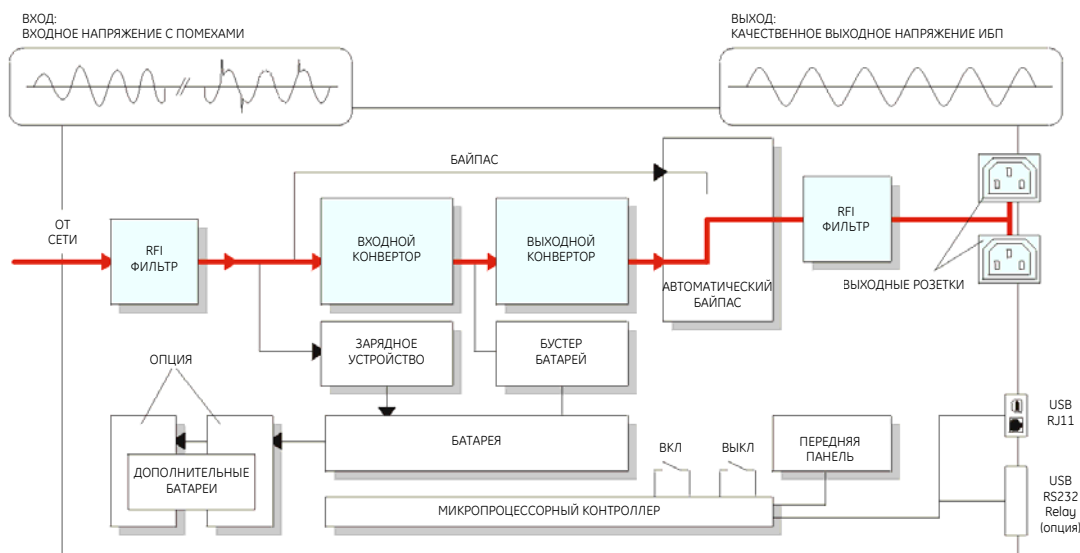 ВХОД:
ВХОДНОЕ НАПРЯЖЕНИЕ С ПОМЕХАМИ
ВЫХОД:
КАЧЕСТВЕННОЕ ВЫХОДНОЕ НАПРЯЖЕНИЕ ИБП
БАЙПАС
ОТ
СЕТИ
RFI
ФИЛЬТР
ВХОДНОЙ
КОНВЕРТОР
ВЫХОДНОЙ
КОНВЕРТОР
АВТОМАТИЧЕСКИЙ
БАЙПАС
RFI
ФИЛЬТР
ВЫХОДНЫЕ РОЗЕТКИ
ЗАРЯДНОЕ
УСТРОЙСТВО
БУСТЕР
БАТАРЕЙ
ОПЦИЯ
ДОПОЛНИТЕЛЬНЫЕ
БАТАРЕИ
БАТАРЕЯ
ВКЛ
ВЫКЛ
ПЕРЕДНЯЯ
ПАНЕЛЬ
МИКРОПРОЦЕССОРНЫЙ КОНТРОЛЛЕР
USB
RJ11
USB
RS232
Relay
(опция)